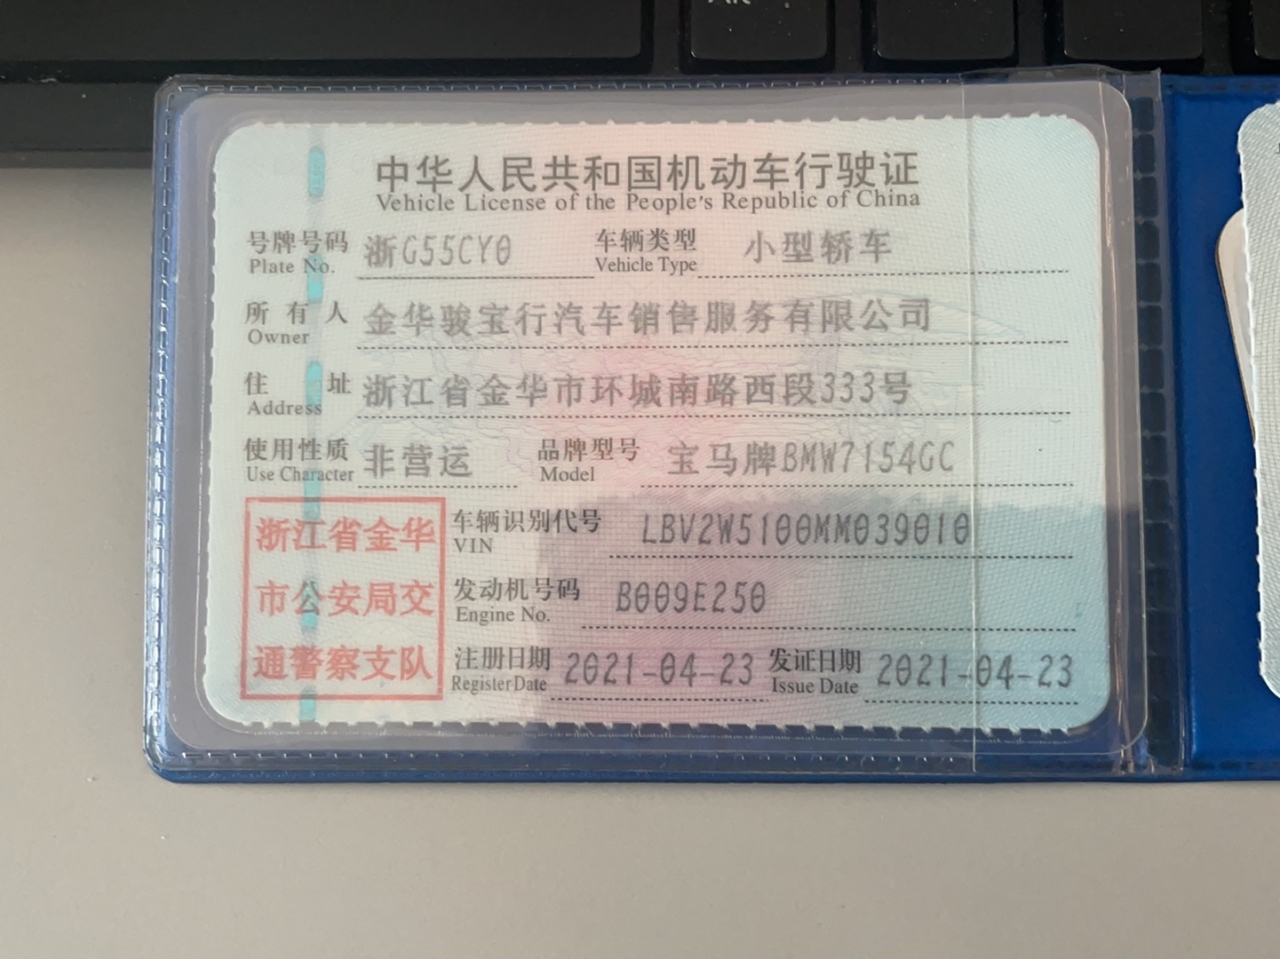 中华人民共和国机动车行驶证
Vehicle License of the People's Republic of China
号牌号码 浙G55CY0 车辆类型 小型轿车
Plate No. Vehicle Type
所有人 金华骏宝行汽车销售服务有限公司
Owner
住址 浙江省金华市环城南路西段333号
Address
使用性质 非营运 品牌型号 宝马牌BMW7154GC
Use Character Model
浙江省金华
市公安局交
通警察支队
车辆识别代号 LBV2W5100MM039010
VIN
发动机号码 B009E250
Engine No.
注册日期 2021-04-23 发证日期 2021-04-23
Register Date Issue Date